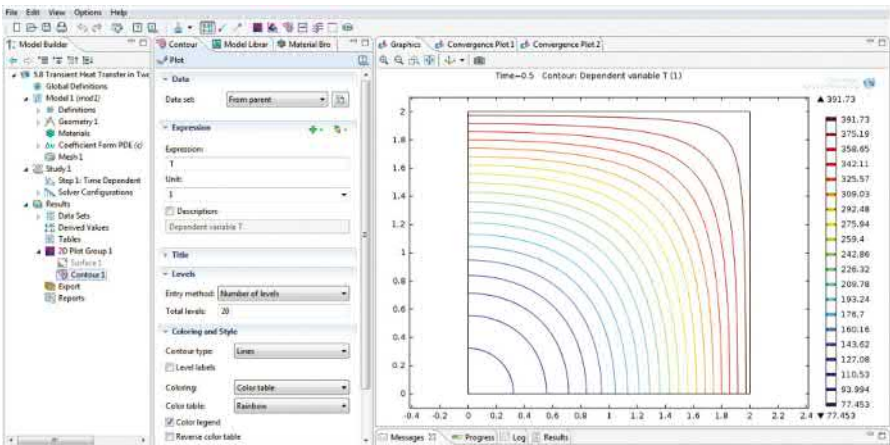 File Edit View Options Help
Model Builder
5.8 Transient Heat Transfer in Two
Global Definitions
Model 1 (mod1)
Definitions
Geometry 1
Materials
Coefficient Form PDE (c)
Mesh 1
Study 1
Step 1: Time Dependent
Solver Configurations
Results
Data Sets
Derived Values
Tables
2D Plot Group 1
Surface 1
Contour 1
Export
Reports
Contour Model Librar Material Bro
Plot
Data
Data set: From parent
Expression
Expression:
T
Unit:
1
Description:
Dependent variable T
Title
Levels
Entry method: Number of levels
Total levels: 20
Coloring and Style
Contour type: Lines
Level labels
Coloring: Color table
Color table: Rainbow
Color legend
Reverse color table
Graphics Convergence Plot 1 Convergence Plot 2
Time=0.5 Contour: Dependent variable T (1)
2
1.8
1.6
1.4
1.2
1
0.8
0.6
0.4
0.2
0
-0.4 -0.2 0 0.2 0.4 0.6 0.8 1 1.2 1.4 1.6 1.8 2 2.2 2.4
▲ 391.73
391.73
375.19
358.65
342.11
325.57
309.03
292.48
275.94
259.4
242.86
226.32
209.78
193.24
176.7
160.16
143.62
127.08
110.53
93.994
77.453
▼ 77.453
Messages Progress Log Results